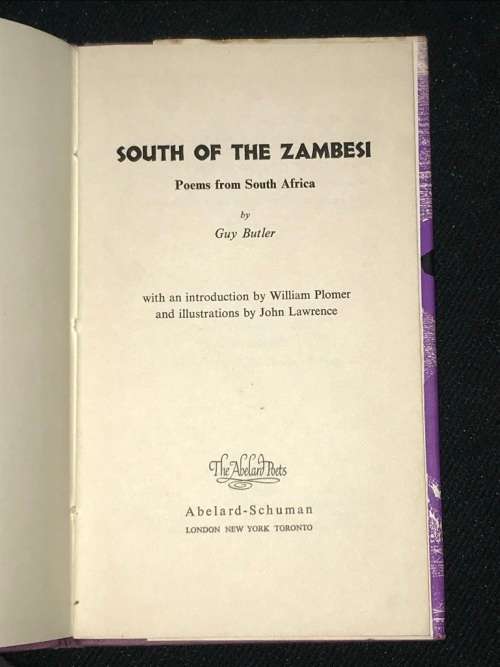 SOUTH OF THE ZAMBESI
Poems from South Africa
by
Guy Butler
with an introduction by William Plomer
and illustrations by John Lawrence
The Abelard Poets
Abelard-Schuman
LONDON NEW YORK TORONTO